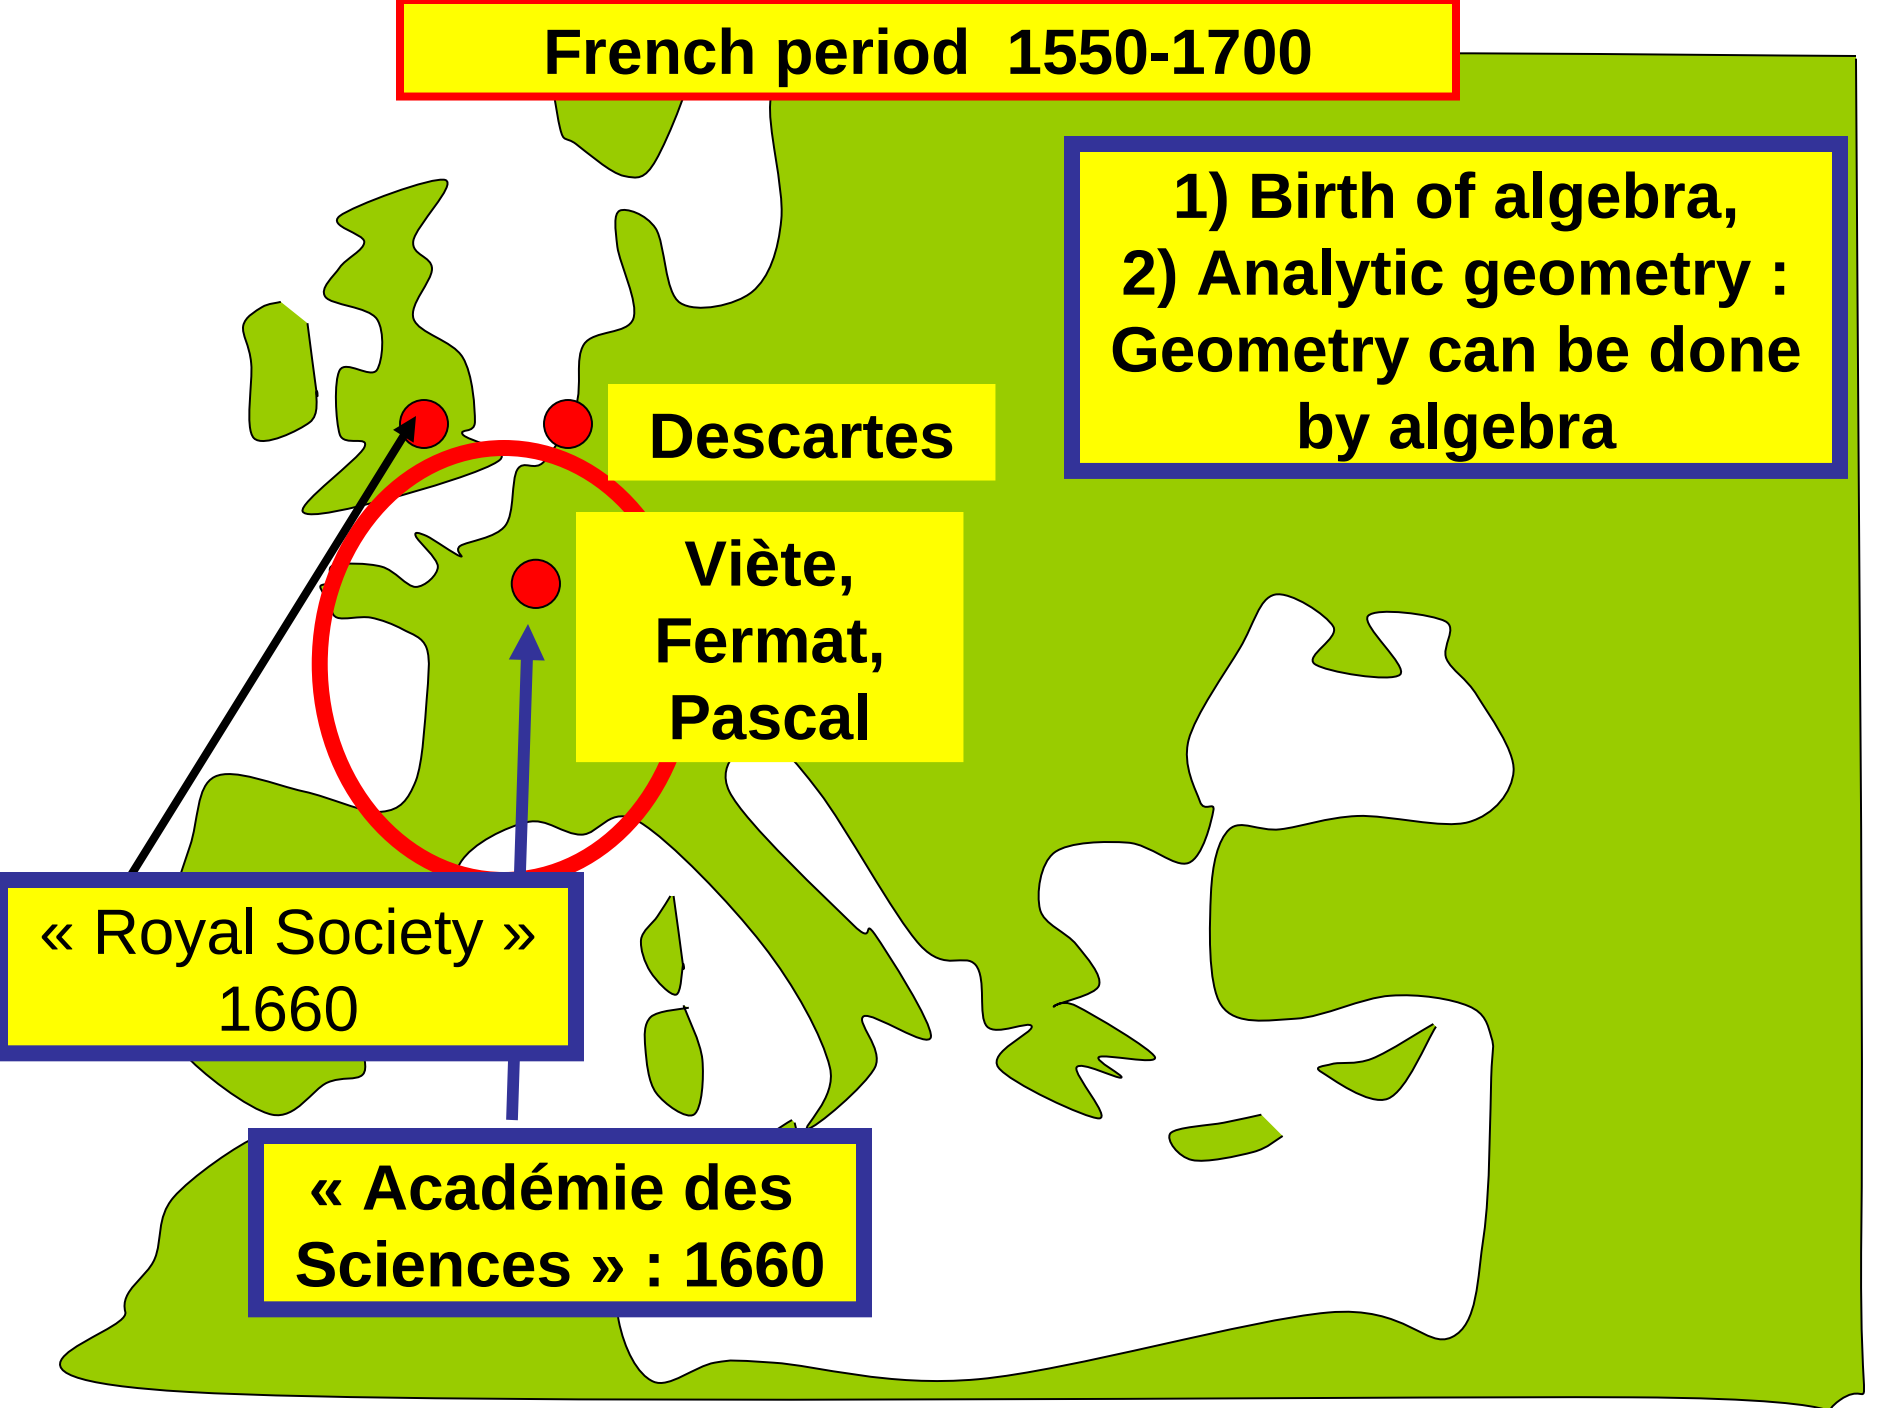 French period  1550-1700
1) Birth of algebra,
2) Analytic geometry :
Geometry can be done
by algebra
Descartes
Viète,
Fermat,
Pascal
« Royal Society »
1660
« Académie des
Sciences » : 1660